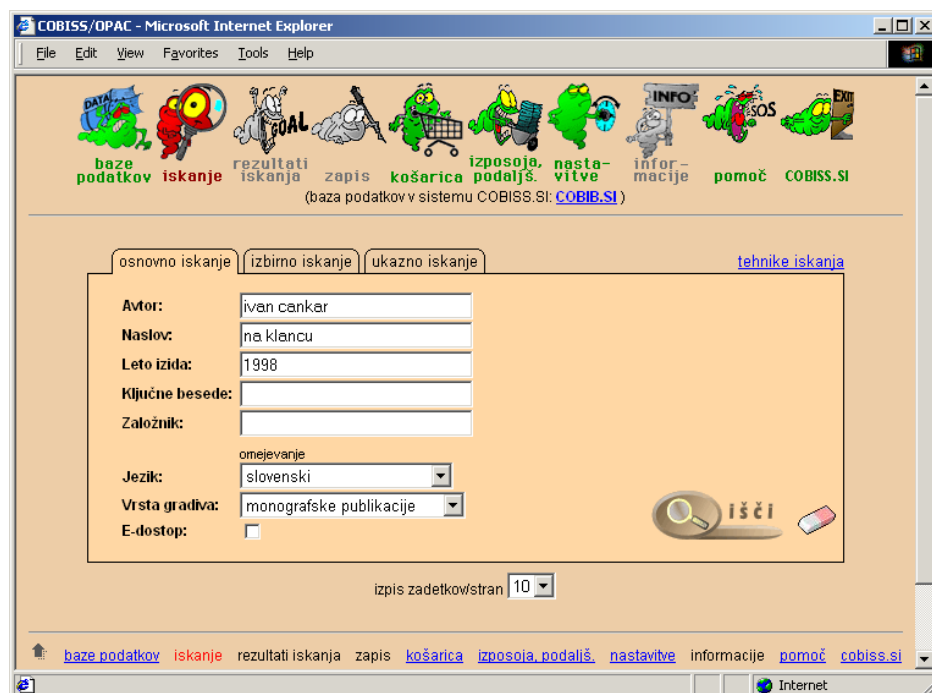 COBISS/OPAC - Microsoft Internet Explorer
File Edit View Favorites Tools Help
DATA GOAL INFO SOS EXIT
baze podatkov
iskanje
rezultati iskanja
zapis
košarica
izposoja, podaljš.
nasta-vitve
infor-macije
pomoč
COBISS.SI
(baza podatkov v sistemu COBISS.SI: COBIB.SI )
osnovno iskanje izbirno iskanje ukazno iskanje tehnike iskanja
Avtor: ivan cankar
Naslov: na klancu
Leto izida: 1998
Ključne besede:
Založnik:
omejevanje
Jezik: slovenski
Vrsta gradiva: monografske publikacije
E-dostop:
išči
izpis zadetkov/stran 10
baze podatkov iskanje rezultati iskanja zapis košarica izposoja, podaljš. nastavitve informacije pomoč cobiss.si
Internet